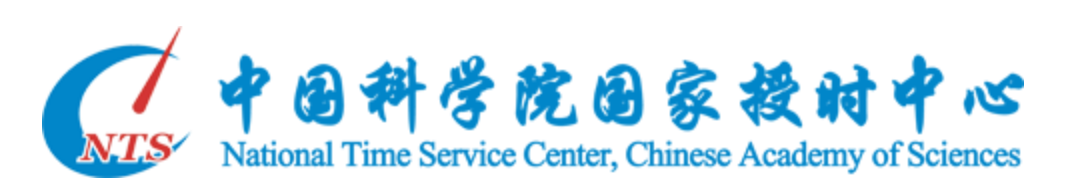 NTS
中国科学院国家授时中心
National Time Service Center, Chinese Academy of Sciences